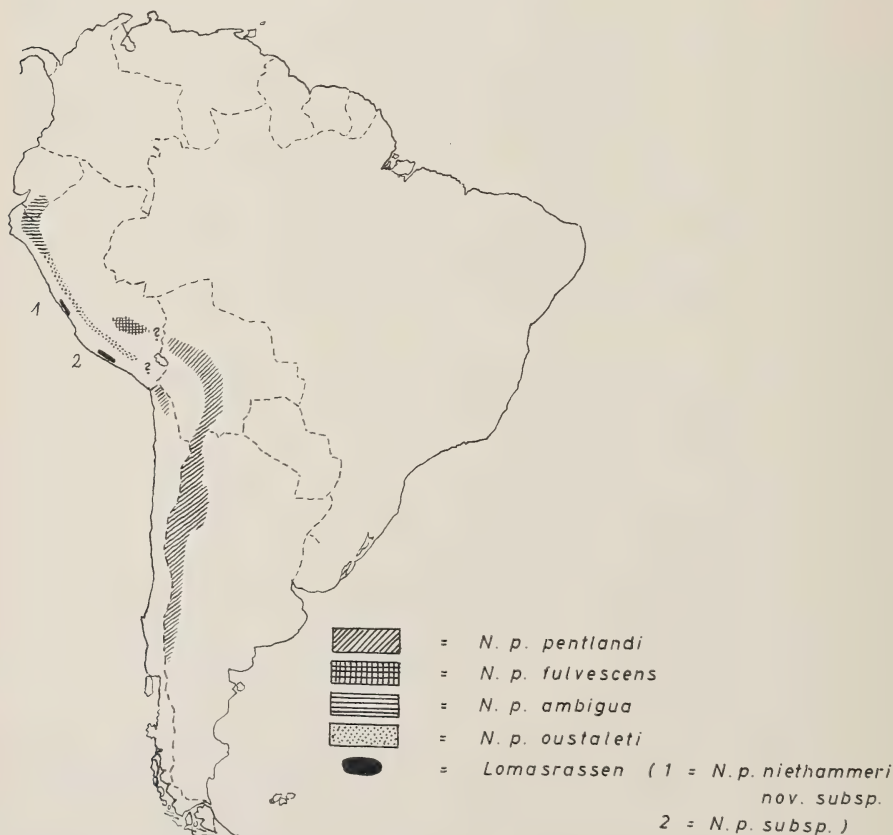 1
2
?
?
= N. p. pentlandi
= N. p. fulvescens
= N. p. ambigua
= N. p. oustaleti
= Lomasrassen ( 1 = N.p. niethammeri
nov. subsp.
2 = N.p. subsp. )